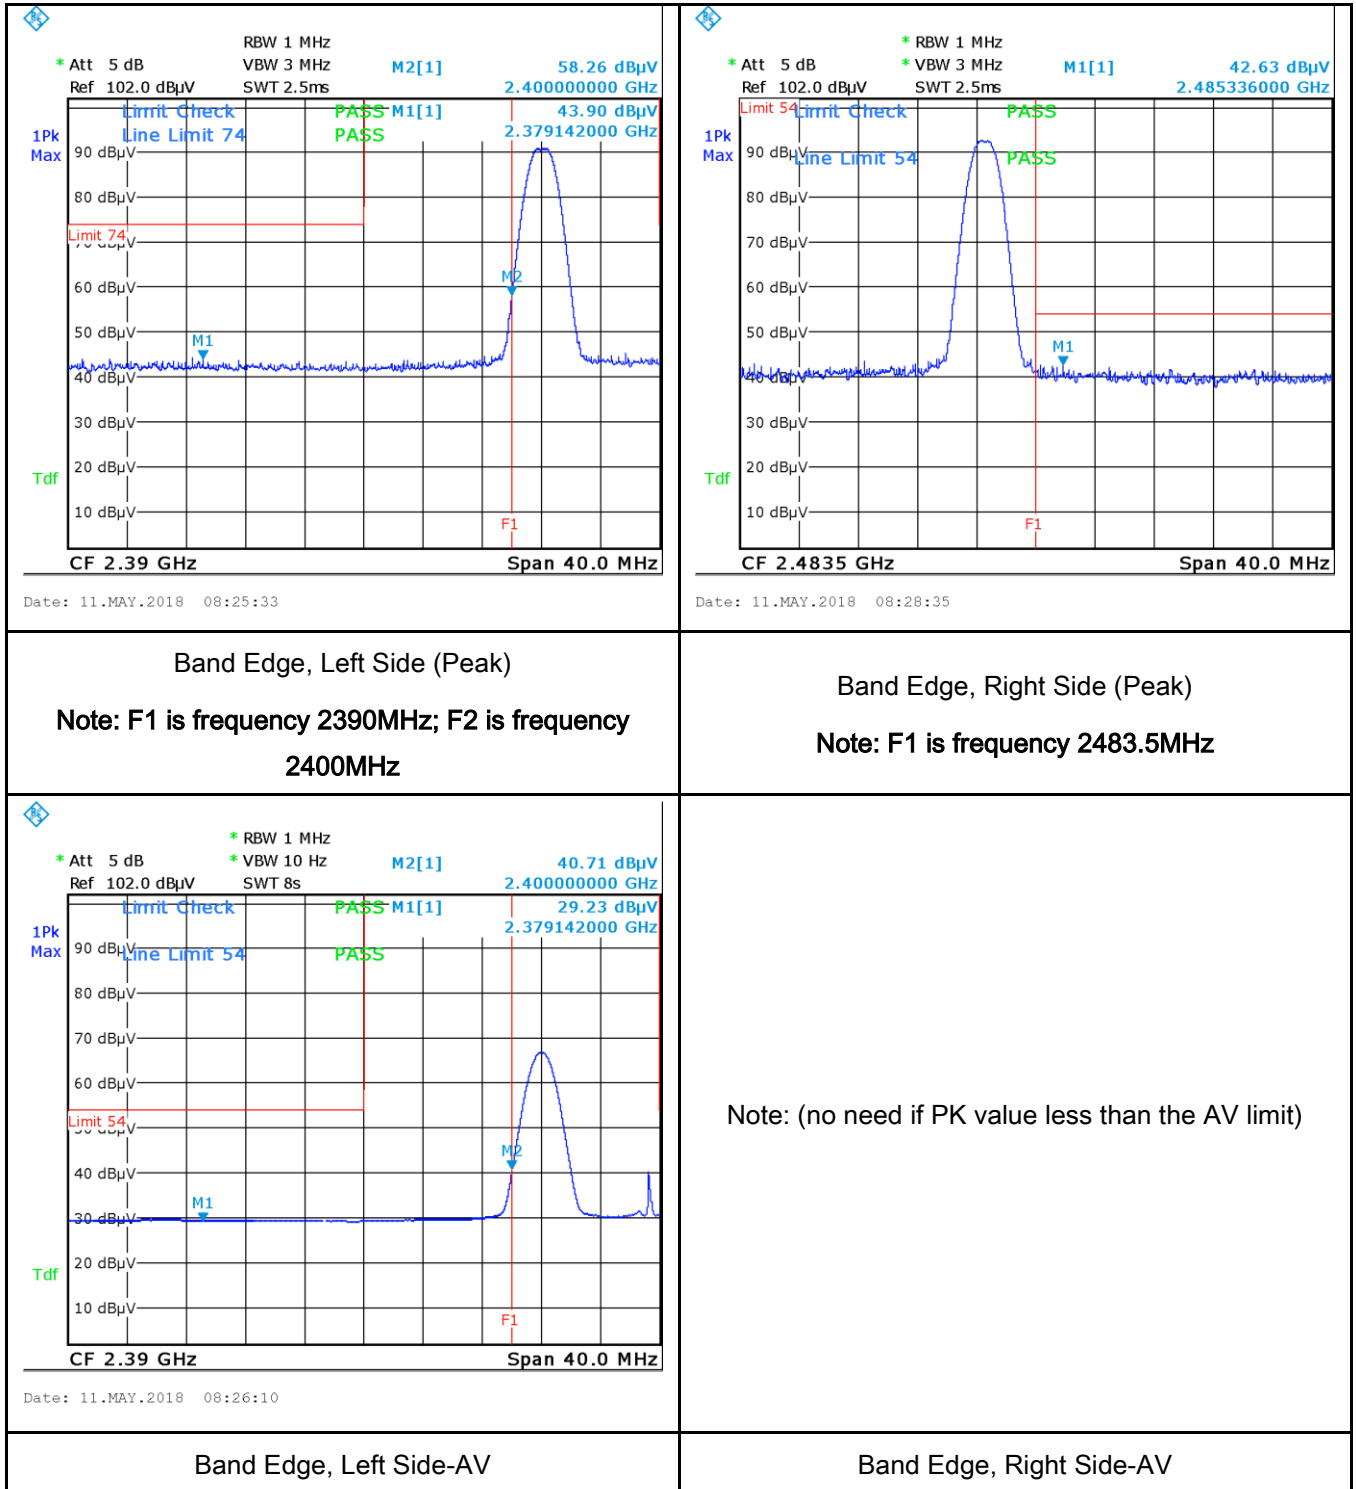 RBW 1 MHz
* Att 5 dB VBW 3 MHz M2[1] 58.26 dBµV
Ref 102.0 dBµV SWT 2.5ms 2.400000000 GHz
Limit Check PASS M1[1] 43.90 dBµV
1Pk Line Limit 74 PASS 2.379142000 GHz
Max 90 dBµV
80 dBµV
Limit 74
70 dBµV
M2
60 dBµV
50 dBµV
M1
40 dBµV
30 dBµV
20 dBµV
Tdf
10 dBµV
F1
CF 2.39 GHz Span 40.0 MHz
Date: 11.MAY.2018 08:25:33
* RBW 1 MHz
* Att 5 dB * VBW 3 MHz M1[1] 42.63 dBµV
Ref 102.0 dBµV SWT 2.5ms 2.485336000 GHz
Limit 54 Limit Check PASS
1Pk
Max 90 dBµV Line Limit 54 PASS
80 dBµV
70 dBµV
60 dBµV
50 dBµV
M1
40 dBµV
30 dBµV
20 dBµV
Tdf
10 dBµV
F1
CF 2.4835 GHz Span 40.0 MHz
Date: 11.MAY.2018 08:28:35
Band Edge, Left Side (Peak)
Note: F1 is frequency 2390MHz; F2 is frequency
2400MHz
Band Edge, Right Side (Peak)
Note: F1 is frequency 2483.5MHz
* RBW 1 MHz
* Att 5 dB * VBW 10 Hz M2[1] 40.71 dBµV
Ref 102.0 dBµV SWT 8s 2.400000000 GHz
Limit Check PASS M1[1] 29.23 dBµV
1Pk 2.379142000 GHz
Max 90 dBµV Line Limit 54 PASS
80 dBµV
70 dBµV
60 dBµV
Limit 54
50 dBµV
M2
40 dBµV
M1
30 dBµV
20 dBµV
Tdf
10 dBµV
F1
CF 2.39 GHz Span 40.0 MHz
Date: 11.MAY.2018 08:26:10
Note: (no need if PK value less than the AV limit)
Band Edge, Left Side-AV
Band Edge, Right Side-AV